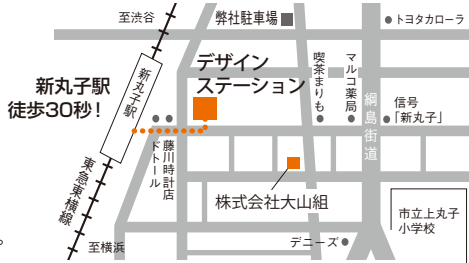 至渋谷
弊社駐車場
トヨタカローラ
デザイン
ステーション
新丸子駅
徒歩30秒!
新丸子駅
喫茶まりも
マルコ薬局
綱島街道
信号
「新丸子」
藤川時計店
ドトール
東急東横線
株式会社大山組
市立上丸子
小学校
至横浜
デニーズ
。